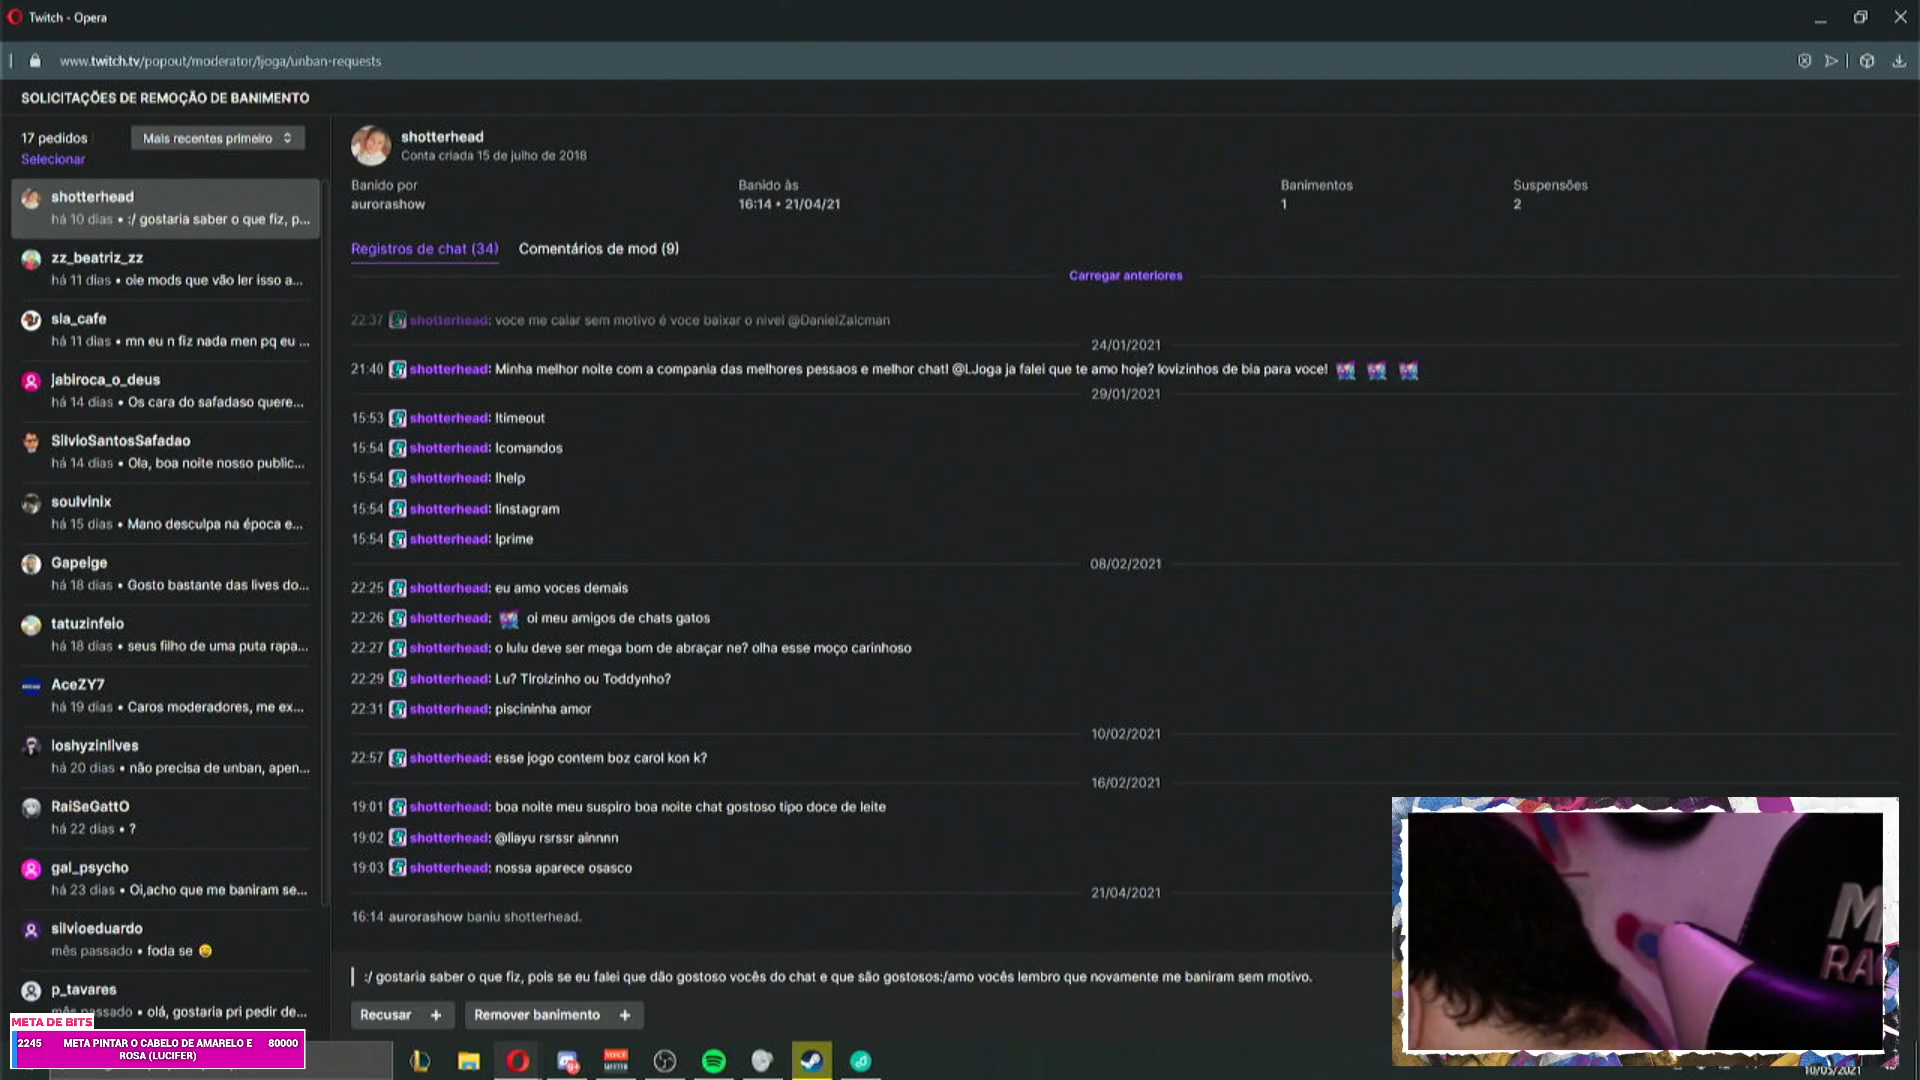 Twitch - Opera
www.twitch.tv/popout/moderator/ljoga/unban-requests
SOLICITAÇÕES DE REMOÇÃO DE BANIMENTO
17 pedidos
Mais recentes primeiro
Selecionar
shotterhead
há 10 dias • :/ gostaria saber o que fiz, p...
zz_beatriz_zz
há 11 dias • oie mods que vão ler isso a...
sla_cafe
há 11 dias • mn eu n fiz nada men pq eu ...
jabiroca_o_deus
há 14 dias • Os cara do safadaso quere...
SilvioSantosSafadao
há 14 dias • Ola, boa noite nosso public...
soulvinix
há 15 dias • Mano desculpa na época e...
Gapeige
há 18 dias • Gosto bastante das lives do...
tatuzinfeio
há 18 dias • seus filho de uma puta rapa...
AceZY7
há 19 dias • Caros moderadores, me ex...
loshyzinlives
há 20 dias • não precisa de unban, apen...
RaiSeGattO
há 22 dias • ?
gal_psycho
há 23 dias • Oi,acho que me baniram se...
silvioeduardo
mês passado • foda se
p_tavares
passado • olá, gostaria pri pedir de...
META DE BITS
2245 META PINTAR O CABELO DE AMARELO E 80000
ROSA (LUCIFER)
shotterhead
Conta criada 15 de julho de 2018
Banido por
aurorashow
Banido às
16:14 • 21/04/21
Banimentos
1
Suspensões
2
Registros de chat (34)
Comentários de mod (9)
Carregar anteriores
22:37 shotterhead: voce me calar sem motivo é voce baixar o nivel @DanielZaicman
24/01/2021
21:40 shotterhead: Minha melhor noite com a compania das melhores pessaos e melhor chat! @LJoga ja falei que te amo hoje? lovizinhos de bia para voce!
29/01/2021
15:53 shotterhead: !timeout
15:54 shotterhead: !comandos
15:54 shotterhead: !help
15:54 shotterhead: !instagram
15:54 shotterhead: !prime
08/02/2021
22:25 shotterhead: eu amo voces demais
22:26 shotterhead: oi meu amigos de chats gatos
22:27 shotterhead: o lulu deve ser mega bom de abraçar ne? olha esse moço carinhoso
22:29 shotterhead: Lu? Tirolzinho ou Toddynho?
22:31 shotterhead: piscininha amor
10/02/2021
22:57 shotterhead: esse jogo contem boz carol kon k?
16/02/2021
19:01 shotterhead: boa noite meu suspiro boa noite chat gostoso tipo doce de leite
19:02 shotterhead: @llayu rsrssr ainnnn
19:03 shotterhead: nossa aparece osasco
21/04/2021
16:14 aurorashow baniu shotterhead.
:/ gostaria saber o que fiz, pois se eu falei que dão gostoso vocês do chat e que são gostosos:/amo vocês lembro que novamente me baniram sem motivo.
Recusar +
Remover banimento +
10/05/2021